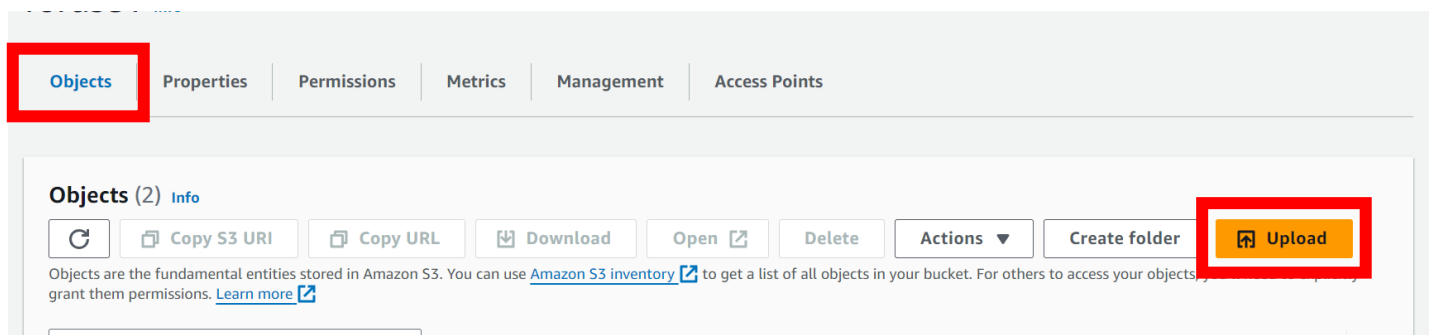 Objects Properties Permissions Metrics Management Access Points
Objects (2) Info
Copy S3 URI Copy URL Download Open Delete Actions Create folder Upload
Objects are the fundamental entities stored in Amazon S3. You can use Amazon S3 inventory to get a list of all objects in your bucket. For others to access your objects,
grant them permissions. Learn more